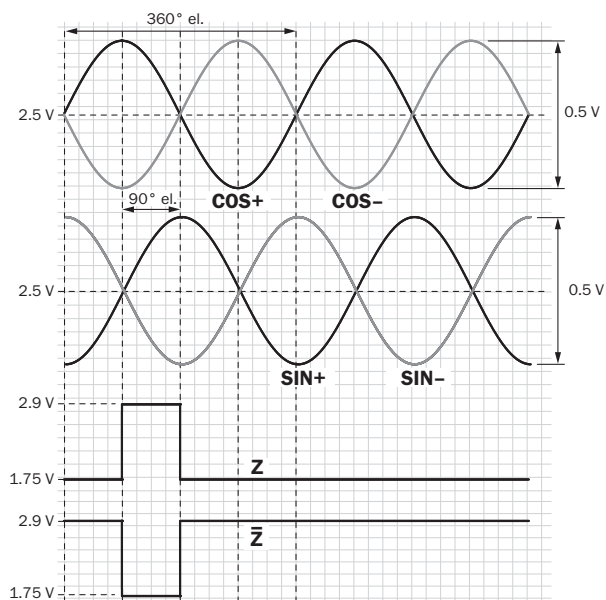 360° el.
2.5 V
0.5 V
COS+ COS–
90° el.
2.5 V
0.5 V
SIN+ SIN–
2.9 V
Z
1.75 V
2.9 V
Z̅
1.75 V